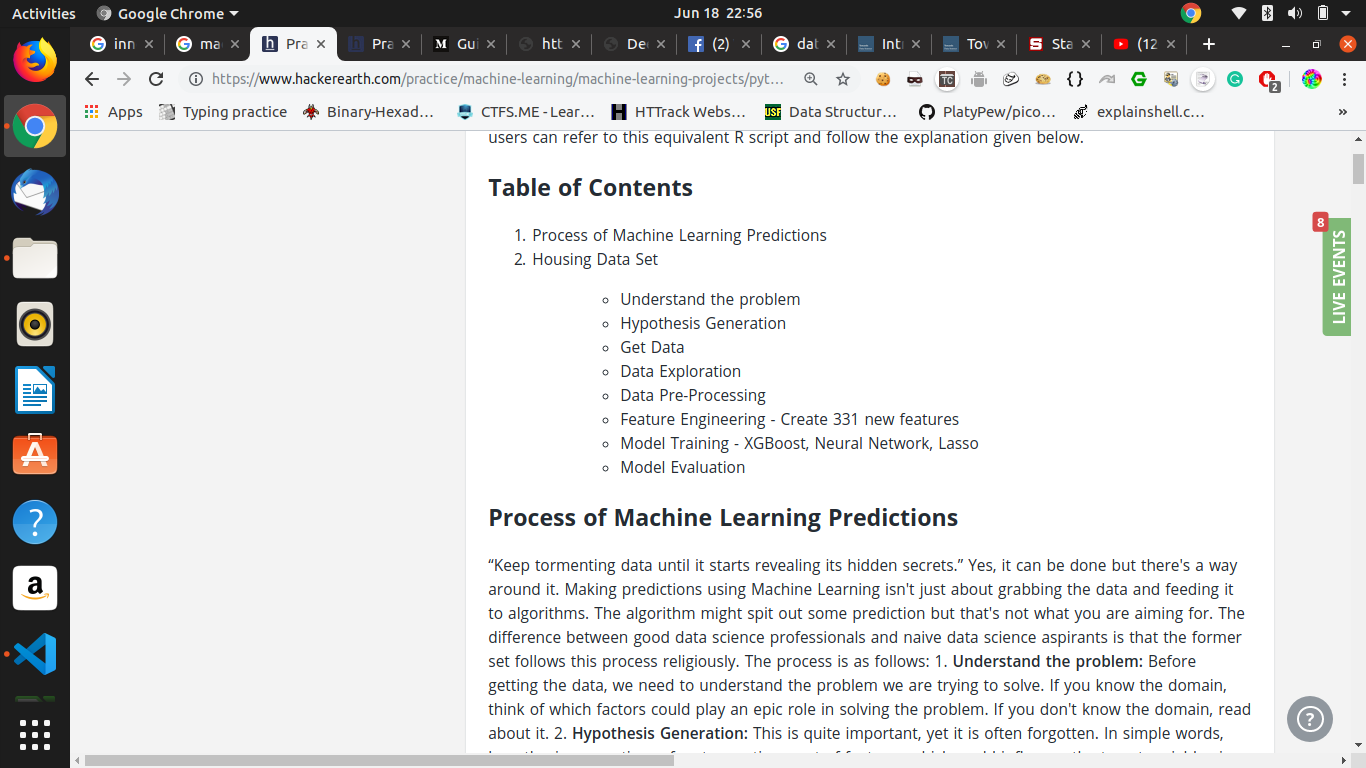 Activities
Google Chrome
Jun 18 22:56
inn
ma
Pra
Pra
Gui
htt
De
(2)
dat
Int
Tov
Sta
(12
https://www.hackerearth.com/practice/machine-learning/machine-learning-projects/pyt...
TC
2
Apps
Typing practice
Binary-Hexad...
CTFS.ME - Lear...
HTTrack Webs...
USF
Data Structur...
PlatyPew/pico...
explainshell.c...
»
users can refer to this equivalent R script and follow the explanation given below.
Table of Contents
1. Process of Machine Learning Predictions
2. Housing Data Set
Understand the problem
Hypothesis Generation
Get Data
Data Exploration
Data Pre-Processing
Feature Engineering - Create 331 new features
Model Training - XGBoost, Neural Network, Lasso
Model Evaluation
Process of Machine Learning Predictions
“Keep tormenting data until it starts revealing its hidden secrets.” Yes, it can be done but there's a way
around it. Making predictions using Machine Learning isn't just about grabbing the data and feeding it
to algorithms. The algorithm might spit out some prediction but that's not what you are aiming for. The
difference between good data science professionals and naive data science aspirants is that the former
set follows this process religiously. The process is as follows: 1. Understand the problem: Before
getting the data, we need to understand the problem we are trying to solve. If you know the domain,
think of which factors could play an epic role in solving the problem. If you don't know the domain, read
about it. 2. Hypothesis Generation: This is quite important, yet it is often forgotten. In simple words,
8
LIVE EVENTS
?